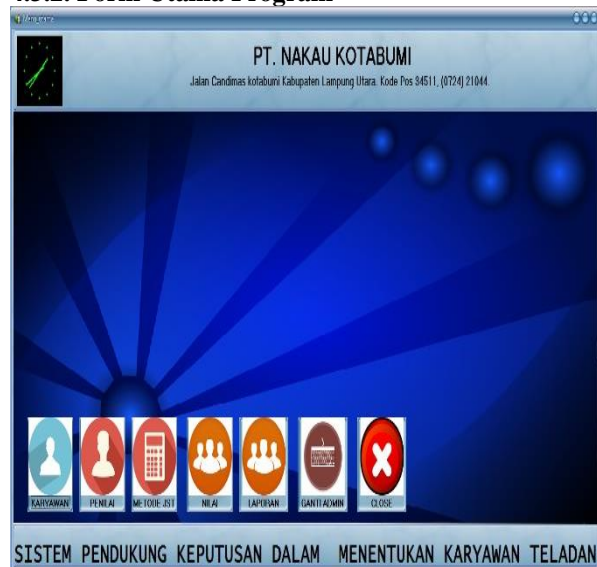 4.3.2. Form Utama Program
PT. NAKAU KOTABUMI
Jalan Candimas kotabumi Kabupaten Lampung Utara. Kode Pos 34511, (0724) 21044.
KARYAWAN PENILAI METODE JST NILAI LAPORAN GANTI ADMIN CLOSE
SISTEM PENDUKUNG KEPUTUSAN DALAM MENENTUKAN KARYAWAN TELADAN